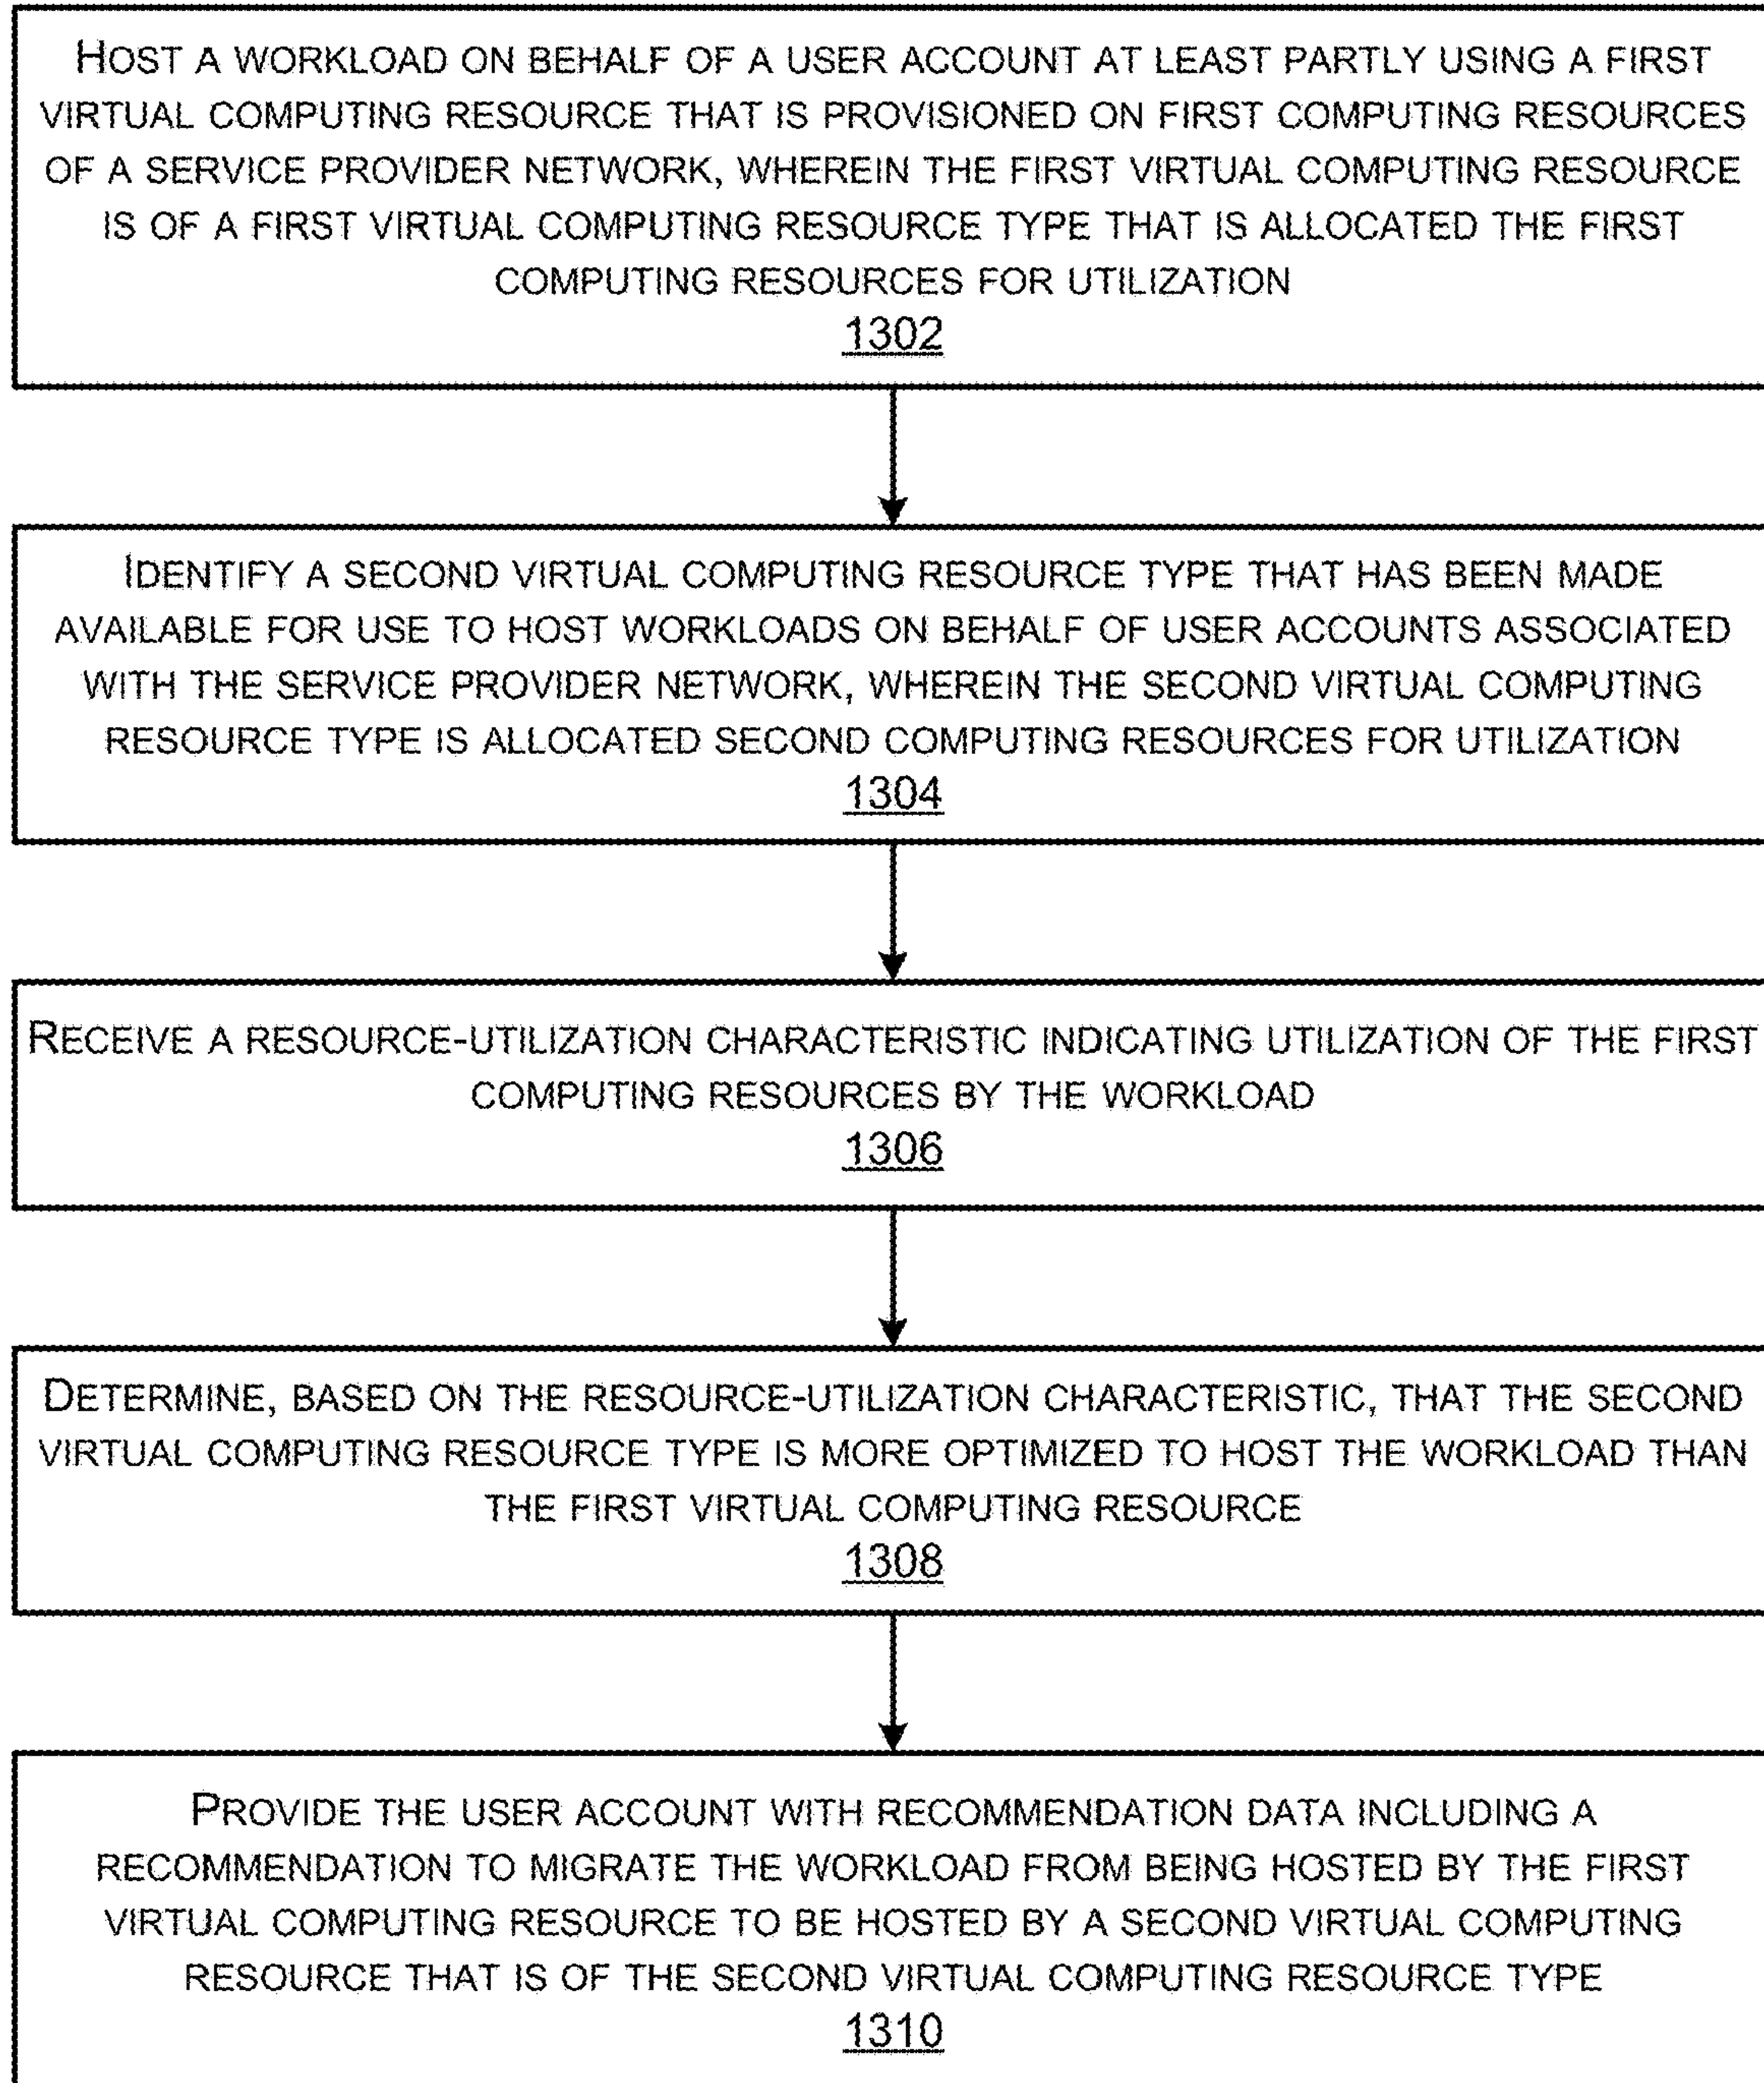 HOST A WORKLOAD ON BEHALF OF A USER ACCOUNT AT LEAST PARTLY USING A FIRST
VIRTUAL COMPUTING RESOURCE THAT IS PROVISIONED ON FIRST COMPUTING RESOURCES
OF A SERVICE PROVIDER NETWORK, WHEREIN THE FIRST VIRTUAL COMPUTING RESOURCE
IS OF A FIRST VIRTUAL COMPUTING RESOURCE TYPE THAT IS ALLOCATED THE FIRST
COMPUTING RESOURCES FOR UTILIZATION
1302
IDENTIFY A SECOND VIRTUAL COMPUTING RESOURCE TYPE THAT HAS BEEN MADE
AVAILABLE FOR USE TO HOST WORKLOADS ON BEHALF OF USER ACCOUNTS ASSOCIATED
WITH THE SERVICE PROVIDER NETWORK, WHEREIN THE SECOND VIRTUAL COMPUTING
RESOURCE TYPE IS ALLOCATED SECOND COMPUTING RESOURCES FOR UTILIZATION
1304
RECEIVE A RESOURCE-UTILIZATION CHARACTERISTIC INDICATING UTILIZATION OF THE FIRST
COMPUTING RESOURCES BY THE WORKLOAD
1306
DETERMINE, BASED ON THE RESOURCE-UTILIZATION CHARACTERISTIC, THAT THE SECOND
VIRTUAL COMPUTING RESOURCE TYPE IS MORE OPTIMIZED TO HOST THE WORKLOAD THAN
THE FIRST VIRTUAL COMPUTING RESOURCE
1308
PROVIDE THE USER ACCOUNT WITH RECOMMENDATION DATA INCLUDING A
RECOMMENDATION TO MIGRATE THE WORKLOAD FROM BEING HOSTED BY THE FIRST
VIRTUAL COMPUTING RESOURCE TO BE HOSTED BY A SECOND VIRTUAL COMPUTING
RESOURCE THAT IS OF THE SECOND VIRTUAL COMPUTING RESOURCE TYPE
1310